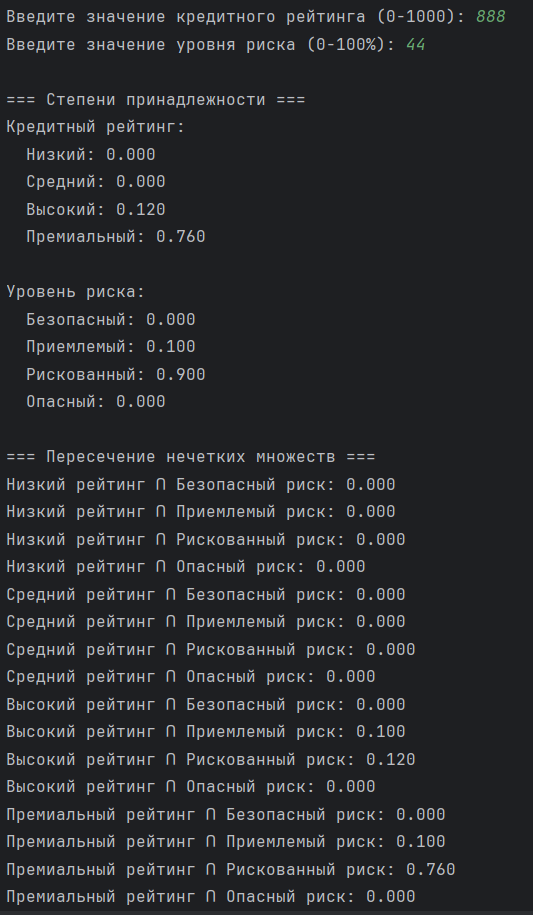 Введите значение кредитного рейтинга (0-1000): 888
Введите значение уровня риска (0-100%): 44
=== Степени принадлежности ===
Кредитный рейтинг:
Низкий: 0.000
Средний: 0.000
Высокий: 0.120
Премиальный: 0.760
Уровень риска:
Безопасный: 0.000
Приемлемый: 0.100
Рискованный: 0.900
Опасный: 0.000
=== Пересечение нечетких множеств ===
Низкий рейтинг ∩ Безопасный риск: 0.000
Низкий рейтинг ∩ Приемлемый риск: 0.000
Низкий рейтинг ∩ Рискованный риск: 0.000
Низкий рейтинг ∩ Опасный риск: 0.000
Средний рейтинг ∩ Безопасный риск: 0.000
Средний рейтинг ∩ Приемлемый риск: 0.000
Средний рейтинг ∩ Рискованный риск: 0.000
Средний рейтинг ∩ Опасный риск: 0.000
Высокий рейтинг ∩ Безопасный риск: 0.000
Высокий рейтинг ∩ Приемлемый риск: 0.100
Высокий рейтинг ∩ Рискованный риск: 0.120
Высокий рейтинг ∩ Опасный риск: 0.000
Премиальный рейтинг ∩ Безопасный риск: 0.000
Премиальный рейтинг ∩ Приемлемый риск: 0.100
Премиальный рейтинг ∩ Рискованный риск: 0.760
Премиальный рейтинг ∩ Опасный риск: 0.000